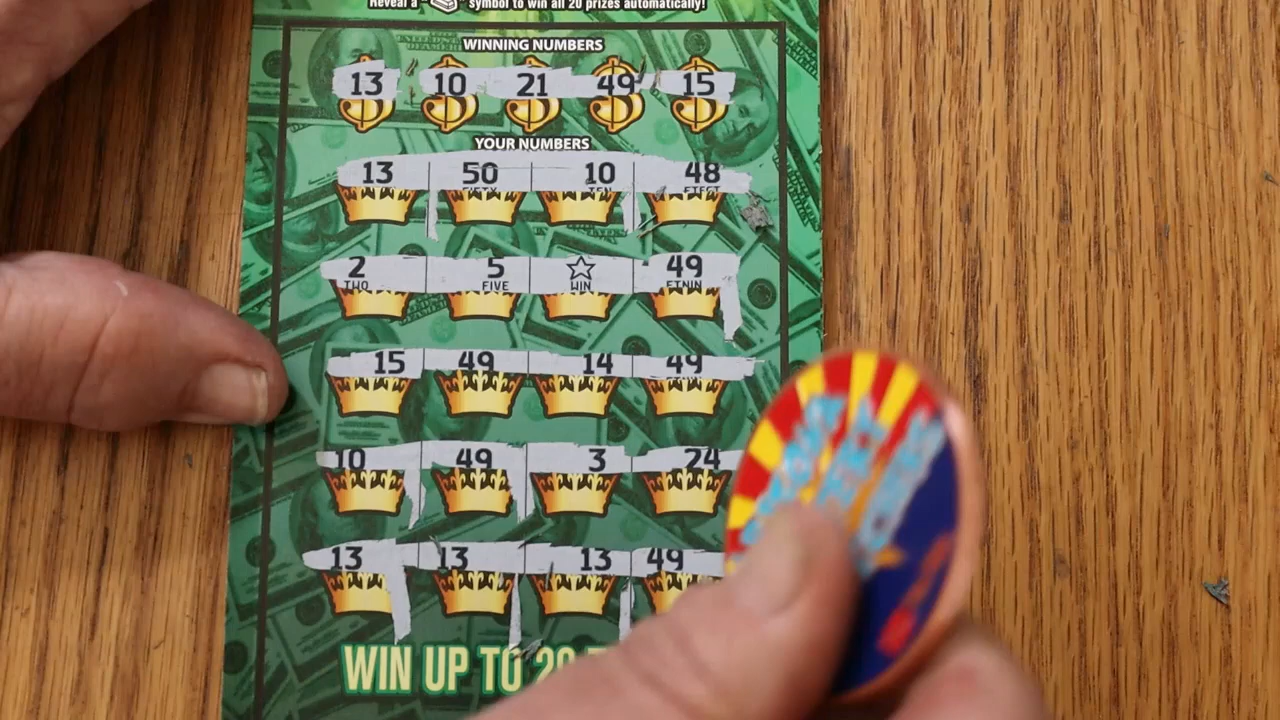 Reveal a " " symbol to win all 20 prizes automatically!
WINNING NUMBERS
13 10 21 49 15
YOUR NUMBERS
13 50 10 48
2 5 WIN 49
TWO FIVE
15 49 14 49
10 49 3 24
13 13 13 49
WIN UP TO 20